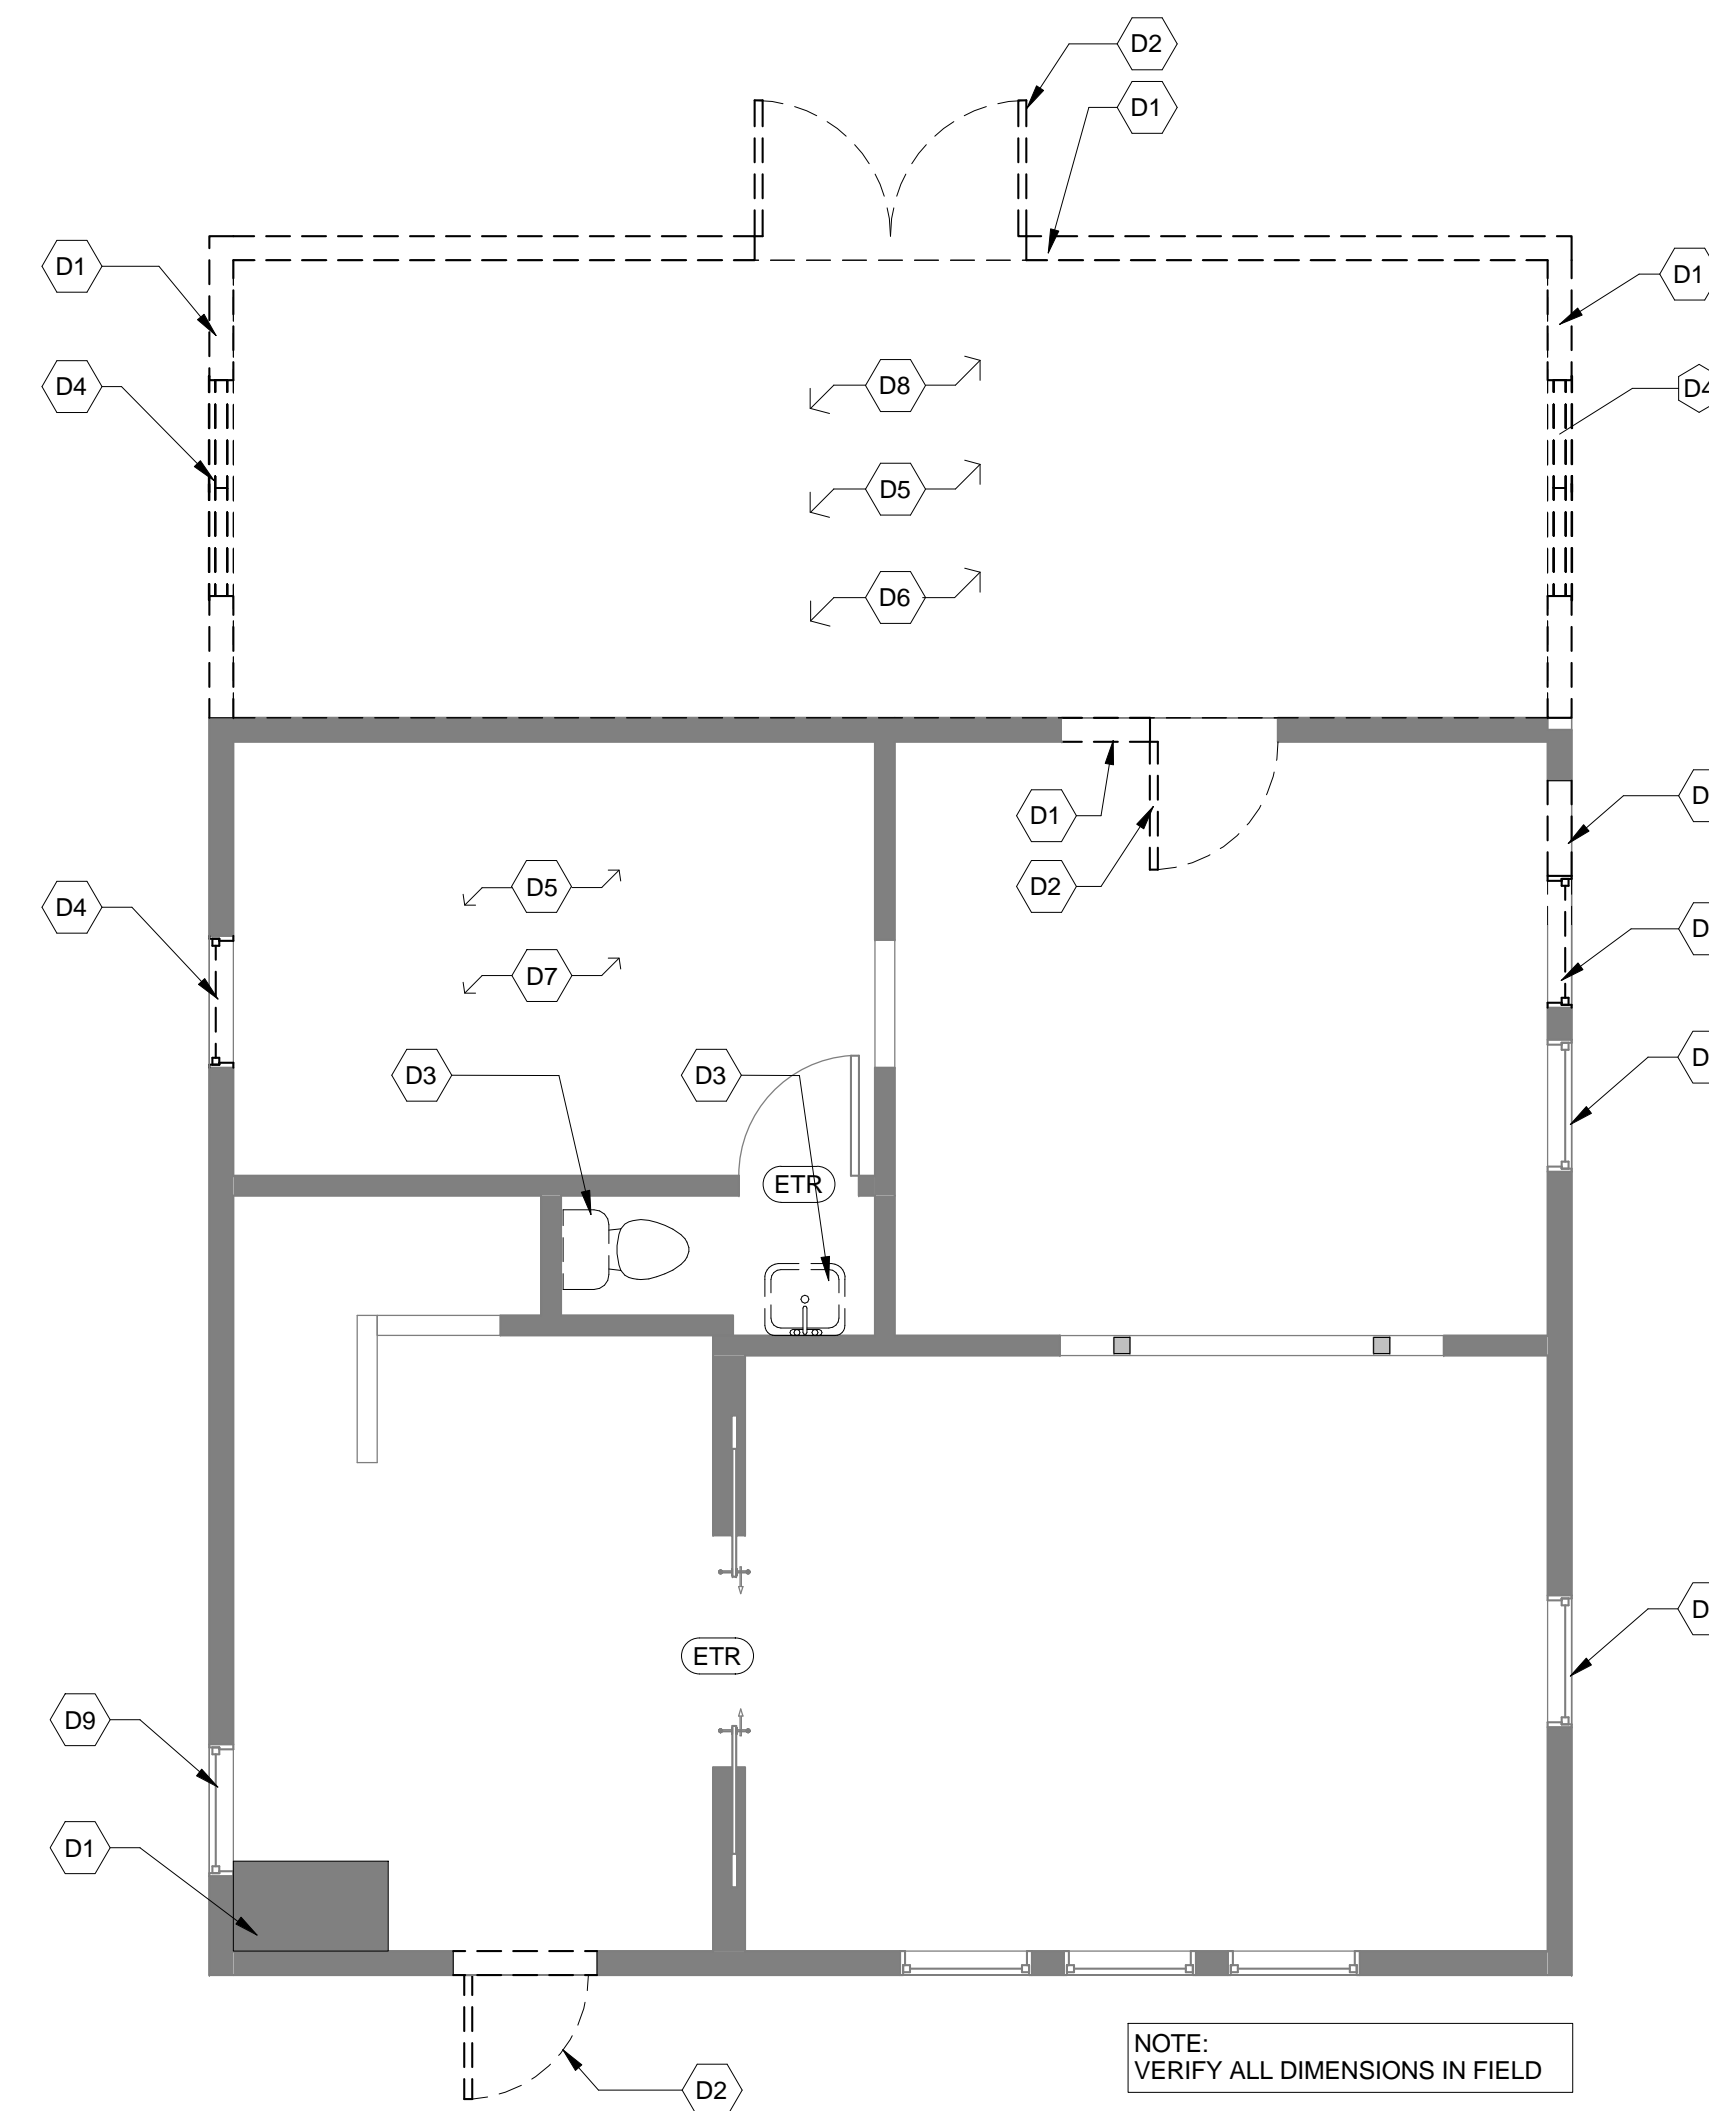 D2
D1
D1
D1
D8
D4
D4
D5
D6
D
D1
D5
D2
D4
D
D7
D
D3
D3
ETR
D
ETR
D9
D1
NOTE:
VERIFY ALL DIMENSIONS IN FIELD
D2